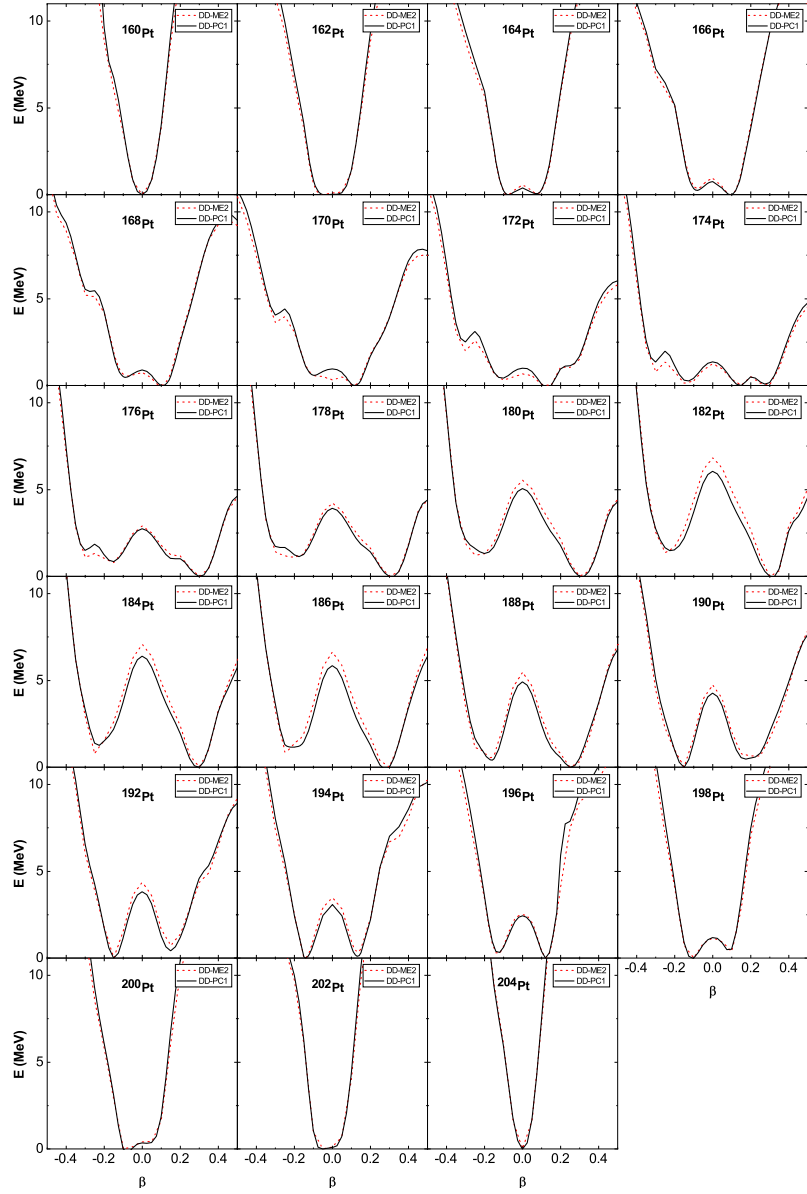 160Pt
DD-ME2
DD-PC1
162Pt
DD-ME2
DD-PC1
164Pt
DD-ME2
DD-PC1
166Pt
DD-ME2
DD-PC1
E (MeV)
10
5
0
168Pt
DD-ME2
DD-PC1
170Pt
DD-ME2
DD-PC1
172Pt
DD-ME2
DD-PC1
174Pt
DD-ME2
DD-PC1
E (MeV)
10
5
0
176Pt
DD-ME2
DD-PC1
178Pt
DD-ME2
DD-PC1
180Pt
DD-ME2
DD-PC1
182Pt
DD-ME2
DD-PC1
E (MeV)
10
5
0
184Pt
DD-ME2
DD-PC1
186Pt
DD-ME2
DD-PC1
188Pt
DD-ME2
DD-PC1
190Pt
DD-ME2
DD-PC1
E (MeV)
10
5
0
192Pt
DD-ME2
DD-PC1
194Pt
DD-ME2
DD-PC1
196Pt
DD-ME2
DD-PC1
198Pt
DD-ME2
DD-PC1
E (MeV)
10
5
0
-0.4 -0.2 0.0 0.2 0.4
β
200Pt
DD-ME2
DD-PC1
202Pt
DD-ME2
DD-PC1
204Pt
DD-ME2
DD-PC1
E (MeV)
10
5
0
-0.4 -0.2 0.0 0.2 0.4
-0.4 -0.2 0.0 0.2 0.4
-0.4 -0.2 0.0 0.2 0.4
β
β
β